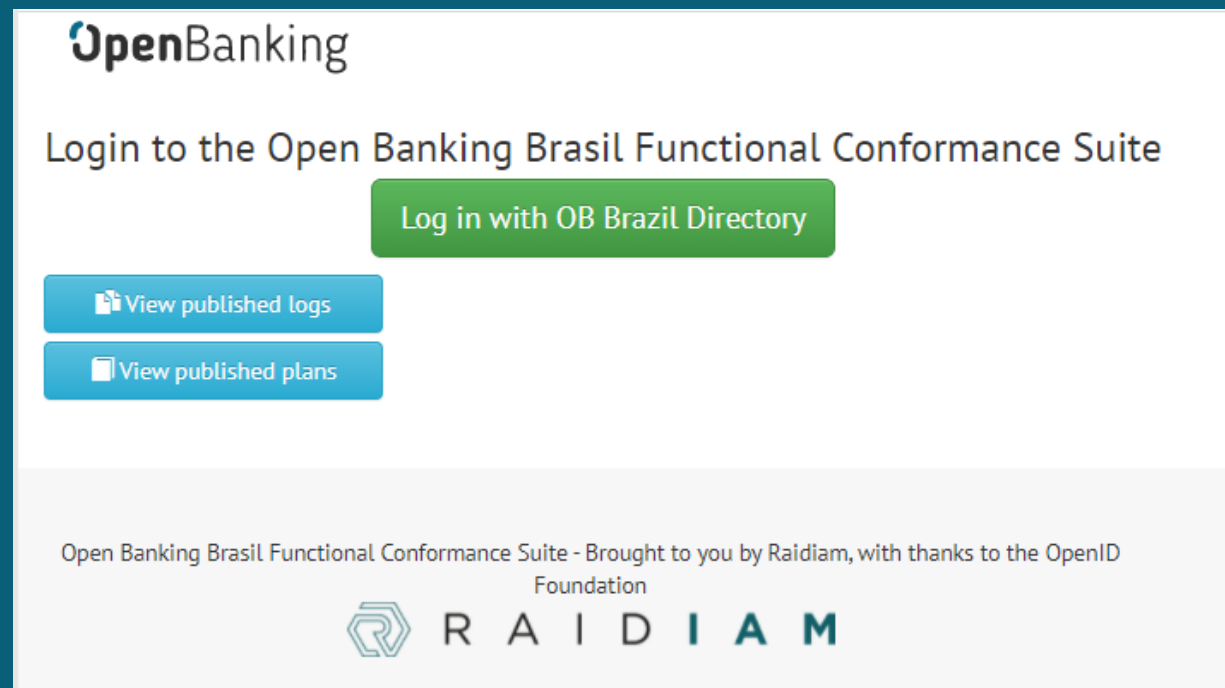 OpenBanking
Login to the Open Banking Brasil Functional Conformance Suite
Log in with OB Brazil Directory
View published logs
View published plans
Open Banking Brasil Functional Conformance Suite - Brought to you by Raidiam, with thanks to the OpenID
Foundation
RAIDIAM